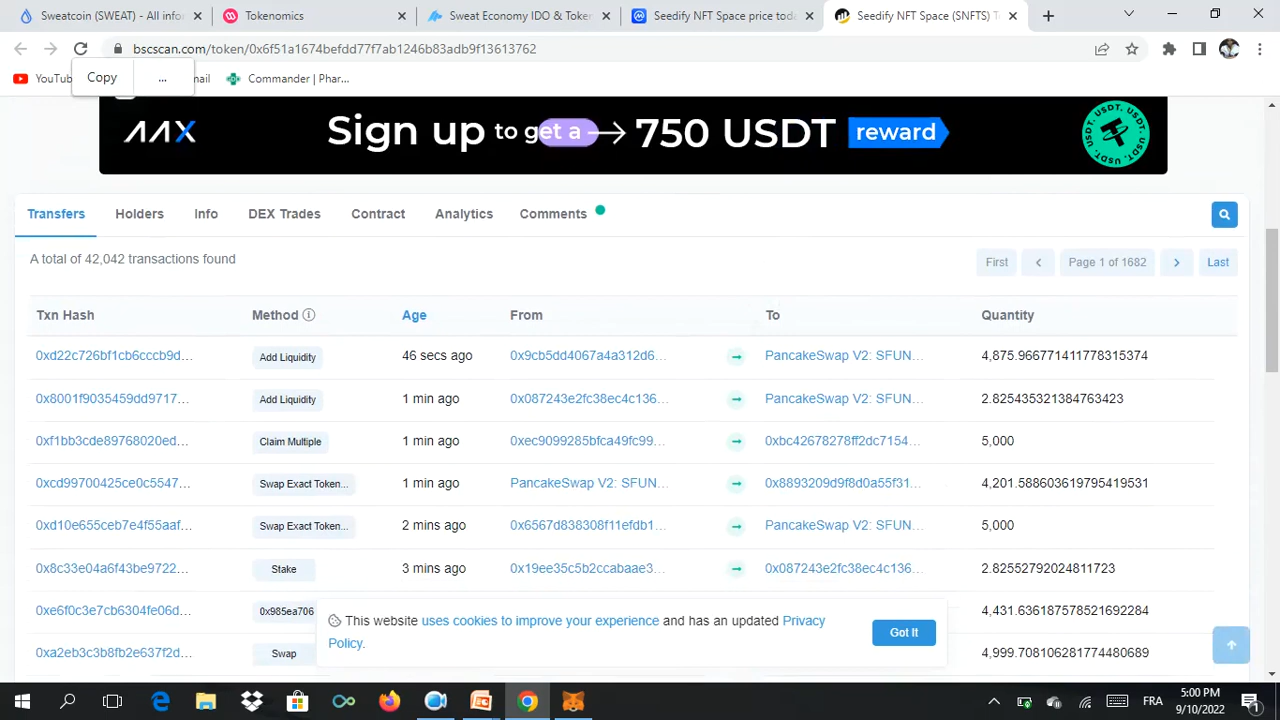 Sweatcoin (SWEAT) - All infor
Tokenomics
Sweat Economy IDO & Token
Seedify NFT Space price toda
Seedify NFT Space (SNFTS) T
bscscan.com/token/0x6f51a1674befdd77f7ab1246b83adb9f13613762
YouTub
Copy
...
mail
Commander | Phar...
AAX
Sign up to get a → 750 USDT reward
Transfers
Holders
Info
DEX Trades
Contract
Analytics
Comments
A total of 42,042 transactions found
First
Page 1 of 1682
Last
Txn Hash Method Age From To Quantity
0xd22c726bf1cb6cccb9d... Add Liquidity 46 secs ago 0x9cb5dd4067a4a312d6... PancakeSwap V2: SFUN... 4,875.966771411778315374
0x8001f9035459dd9717... Add Liquidity 1 min ago 0x087243e2fc38ec4c136... PancakeSwap V2: SFUN... 2.825435321384763423
0xf1bb3cde89768020ed... Claim Multiple 1 min ago 0xec9099285bfca49fc99... 0xbc42678278ff2dc7154... 5,000
0xcd99700425ce0c5547... Swap Exact Token... 1 min ago PancakeSwap V2: SFUN... 0x8893209d9f8d0a55f31... 4,201.588603619795419531
0xd10e655ceb7e4f55aaf... Swap Exact Token... 2 mins ago 0x6567d838308f11efdb1... PancakeSwap V2: SFUN... 5,000
0x8c33e04a6f43be9722... Stake 3 mins ago 0x19ee35c5b2ccabaae3... 0x087243e2fc38ec4c136... 2.82552792024811723
0xe6f0c3e7cb6304fe06d... 0x985ea706 4,431.636187578521692284
0xa2eb3c3b8fb2e637f2d... Swap 4,999.708106281774480689
This website uses cookies to improve your experience and has an updated Privacy
Policy.
Got It
FRA
5:00 PM
9/10/2022
1